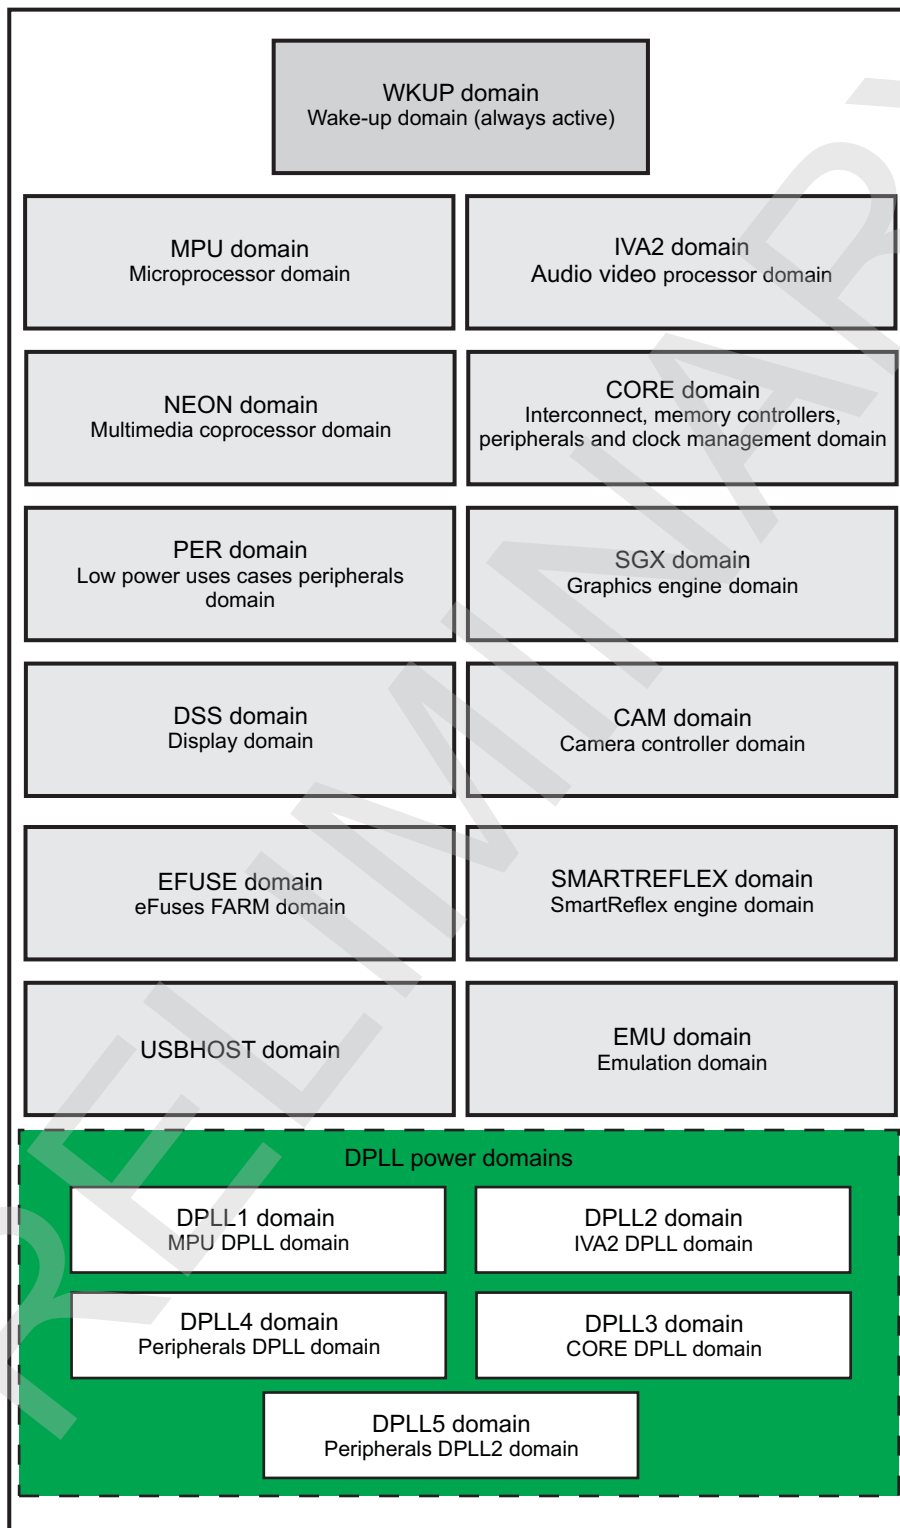 WKUP domain
Wake-up domain (always active)
MPU domain
Microprocessor domain
IVA2 domain
Audio video processor domain
NEON domain
Multimedia coprocessor domain
CORE domain
Interconnect, memory controllers,
peripherals and clock management domain
PER domain
Low power uses cases peripherals
domain
SGX domain
Graphics engine domain
DSS domain
Display domain
CAM domain
Camera controller domain
EFUSE domain
eFuses FARM domain
SMARTREFLEX domain
SmartReflex engine domain
USBHOST domain
EMU domain
Emulation domain
DPLL power domains
DPLL1 domain
MPU DPLL domain
DPLL2 domain
IVA2 DPLL domain
DPLL4 domain
Peripherals DPLL domain
DPLL3 domain
CORE DPLL domain
DPLL5 domain
Peripherals DPLL2 domain
RELIMINAR